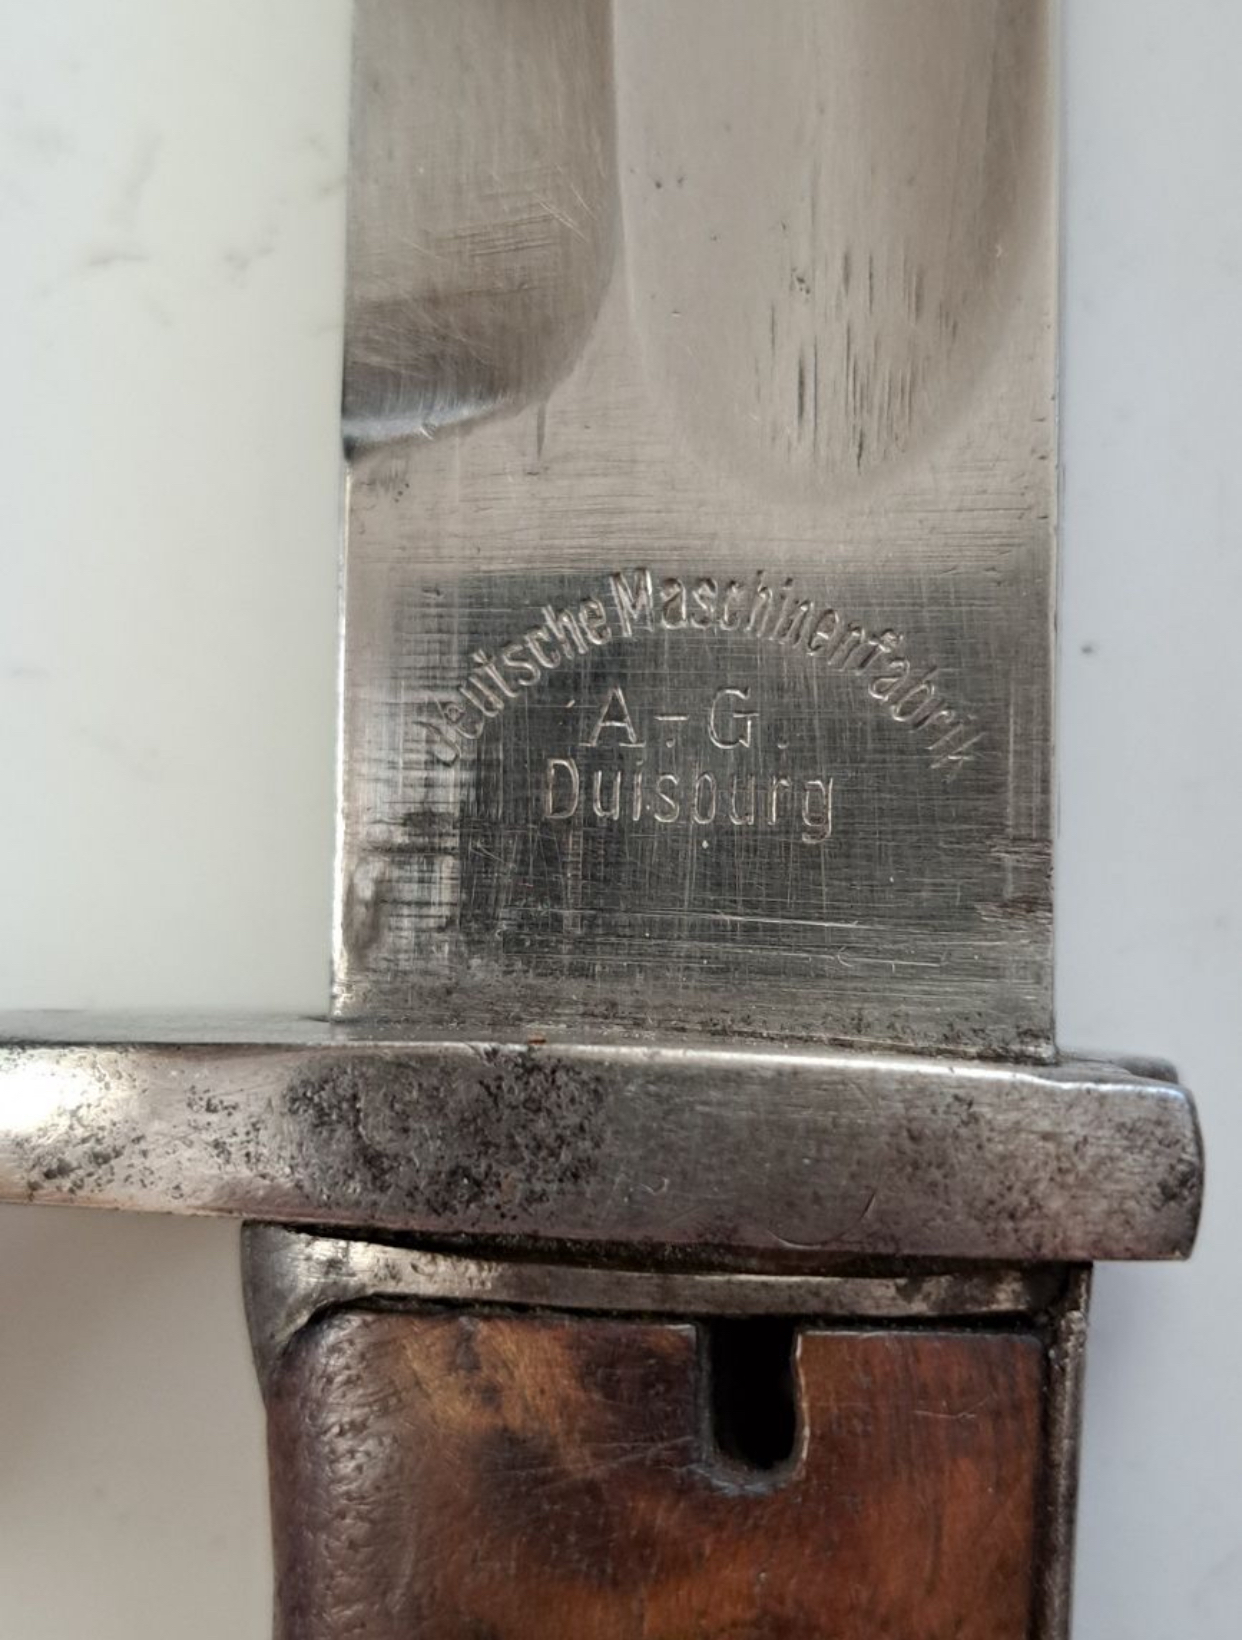 Deutsche Maschinenfabrik
A.-G.
Duisburg